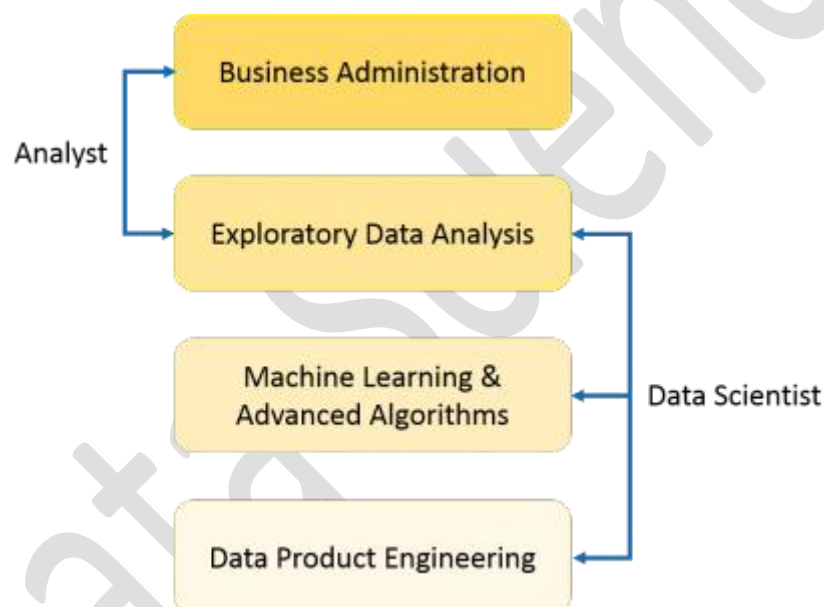 Business Administration
Analyst
Exploratory Data Analysis
Machine Learning &
Advanced Algorithms
Data Scientist
Data Product Engineering